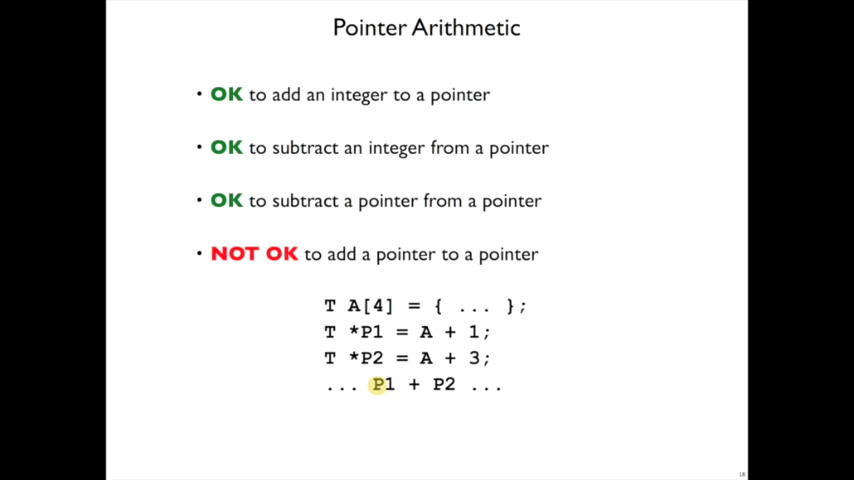 Pointer Arithmetic
• OK to add an integer to a pointer
• OK to subtract an integer from a pointer
• OK to subtract a pointer from a pointer
• NOT OK to add a pointer to a pointer
T A[4] = { ... };
T *P1 = A + 1;
T *P2 = A + 3;
... P1 + P2 ...
18